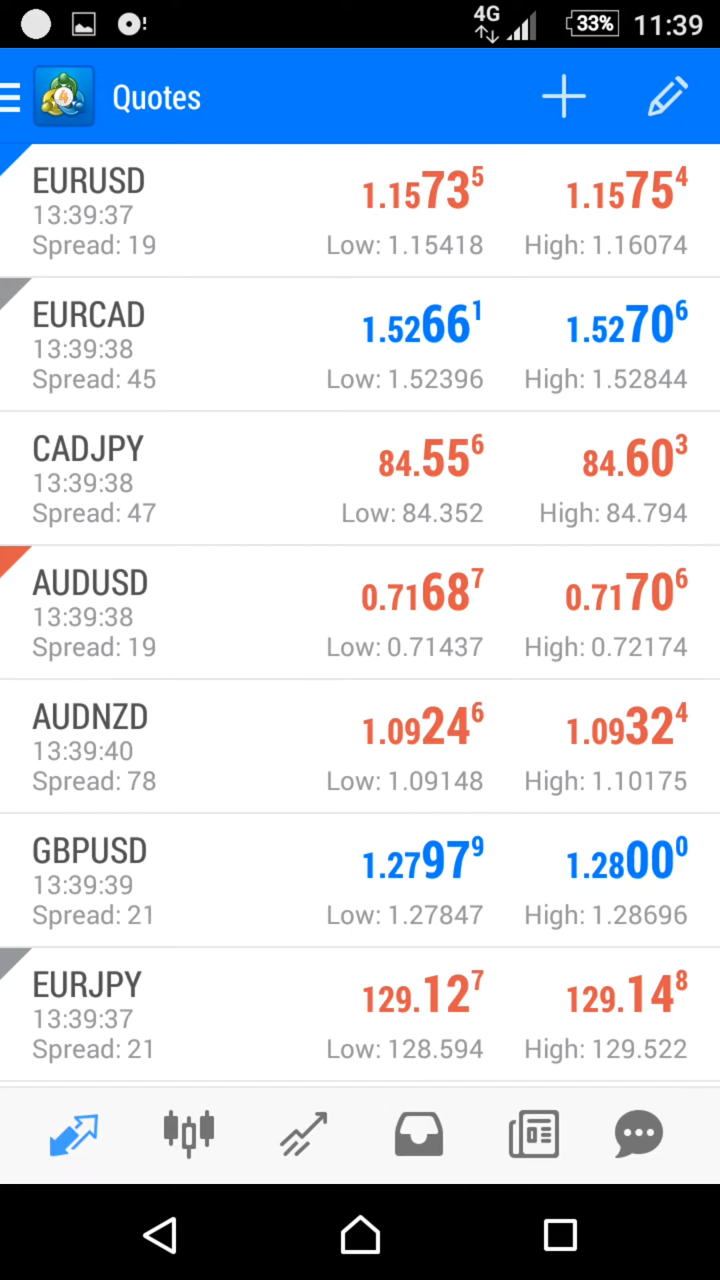 4G 33% 11:39
4 Quotes
EURUSD 1.15735 1.15754
13:39:37
Spread: 19 Low: 1.15418 High: 1.16074
EURCAD 1.52661 1.52706
13:39:38
Spread: 45 Low: 1.52396 High: 1.52844
CADJPY 84.556 84.603
13:39:38
Spread: 47 Low: 84.352 High: 84.794
AUDUSD 0.71687 0.71706
13:39:38
Spread: 19 Low: 0.71437 High: 0.72174
AUDNZD 1.09246 1.09324
13:39:40
Spread: 78 Low: 1.09148 High: 1.10175
GBPUSD 1.27979 1.28000
13:39:39
Spread: 21 Low: 1.27847 High: 1.28696
EURJPY 129.127 129.148
13:39:37
Spread: 21 Low: 128.594 High: 129.522